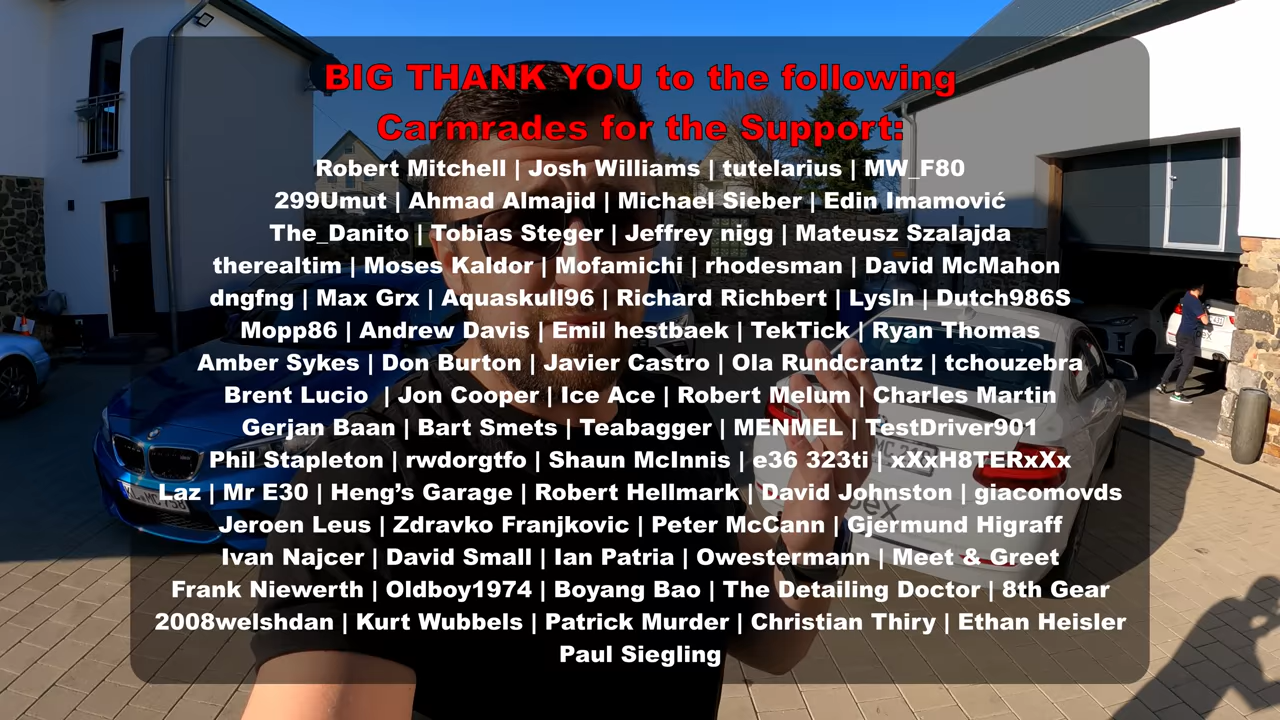 BIG THANK YOU to the following
Carmrades for the Support:
Robert Mitchell | Josh Williams | tutelarius | MW_F80
299Umut | Ahmad Almajid | Michael Sieber | Edin Imamović
The_Danito | Tobias Steger | Jeffrey nigg | Mateusz Szalajda
therealtim | Moses Kaldor | Mofamichi | rhodesman | David McMahon
dngfng | Max Grx | Aquaskull96 | Richard Richbert | Lysln | Dutch986S
Mopp86 | Andrew Davis | Emil hestbaek | TekTick | Ryan Thomas
Amber Sykes | Don Burton | Javier Castro | Ola Rundcrantz | tchouzebra
Brent Lucio | Jon Cooper | Ice Ace | Robert Melum | Charles Martin
Gerjan Baan | Bart Smets | Teabagger | MENMEL | TestDriver901
Phil Stapleton | rwdorgtfo | Shaun McInnis | e36 323ti | xXxH8TERxXx
Laz | Mr E30 | Heng’s Garage | Robert Hellmark | David Johnston | giacomovds
Jeroen Leus | Zdravko Franjkovic | Peter McCann | Gjermund Higraff
Ivan Najcer | David Small | Ian Patria | Owestermann | Meet & Greet
Frank Niewerth | Oldboy1974 | Boyang Bao | The Detailing Doctor | 8th Gear
2008welshdan | Kurt Wubbels | Patrick Murder | Christian Thiry | Ethan Heisler
Paul Siegling